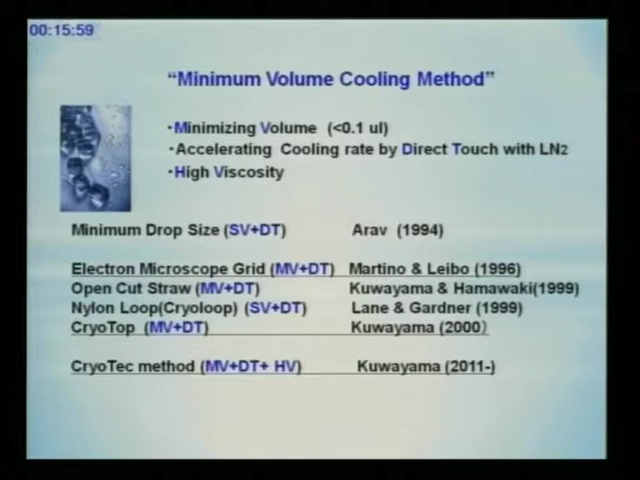 00:15:59
“Minimum Volume Cooling Method”
·Minimizing Volume (<0.1 ul)
·Accelerating Cooling rate by Direct Touch with LN2
·High Viscosity
Minimum Drop Size (SV+DT) Arav (1994)
Electron Microscope Grid (MV+DT) Martino & Leibo (1996)
Open Cut Straw (MV+DT) Kuwayama & Hamawaki(1999)
Nylon Loop(Cryoloop) (SV+DT) Lane & Gardner (1999)
CryoTop (MV+DT) Kuwayama (2000)
CryoTec method (MV+DT+ HV) Kuwayama (2011-)